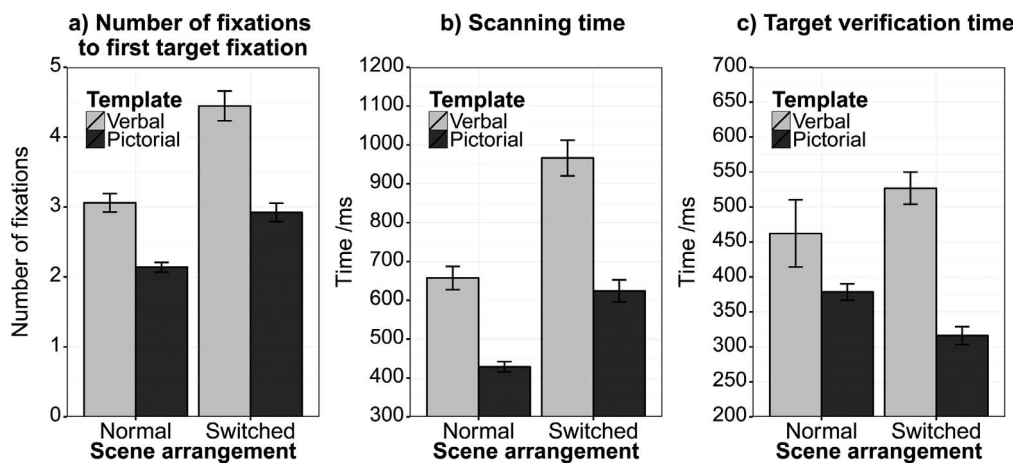 a) Number of fixations
to first target fixation
5
4
3
2
1
0
Number of fixations
Template
Verbal
Pictorial
Normal Switched
Scene arrangement
b) Scanning time
1200
1100
1000
900
800
700
600
500
400
300
Time /ms
Template
Verbal
Pictorial
Normal Switched
Scene arrangement
c) Target verification time
700
650
600
550
500
450
400
350
300
250
200
Time /ms
Template
Verbal
Pictorial
Normal Switched
Scene arrangement